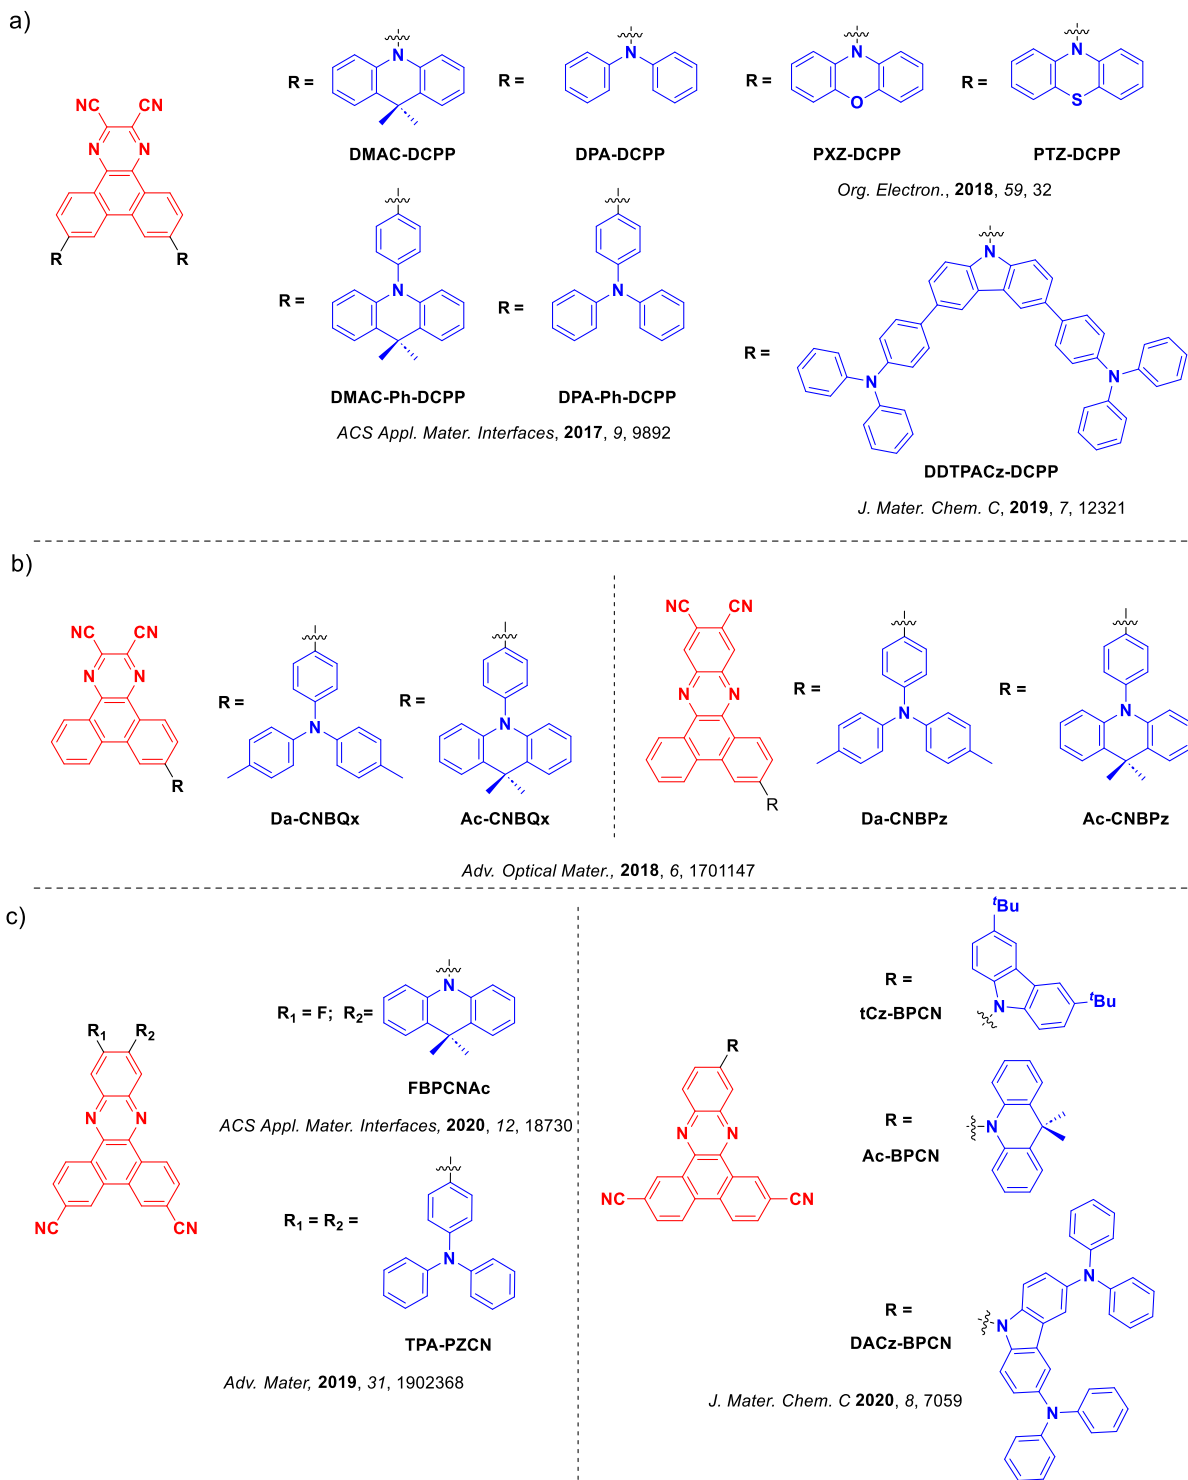 a)
CN CN
N N
R R
R = N
DMAC-DCPP
R = N
DPA-DCPP
R = N O
PXZ-DCPP
R = N S
PTZ-DCPP
Org. Electron., 2018, 59, 32
R = N
DMAC-Ph-DCPP
R = N
DPA-Ph-DCPP
ACS Appl. Mater. Interfaces, 2017, 9, 9892
R = N N N
DDTPACz-DCPP
J. Mater. Chem. C, 2019, 7, 12321
b)
CN CN
N N
R
R = N
Da-CNBQx
R = N
Ac-CNBQx
NC CN
N N
R
R = N
Da-CNBPz
R = N
Ac-CNBPz
Adv. Optical Mater., 2018, 6, 1701147
c)
R1 R2
N N
NC CN
R1 = F; R2= N
FBPCNAc
ACS Appl. Mater. Interfaces, 2020, 12, 18730
R1 = R2 = N
TPA-PZCN
Adv. Mater, 2019, 31, 1902368
R
N N
NC CN
R = N tBu tBu
tCz-BPCN
R = N
Ac-BPCN
R = N N N
DACz-BPCN
J. Mater. Chem. C 2020, 8, 7059